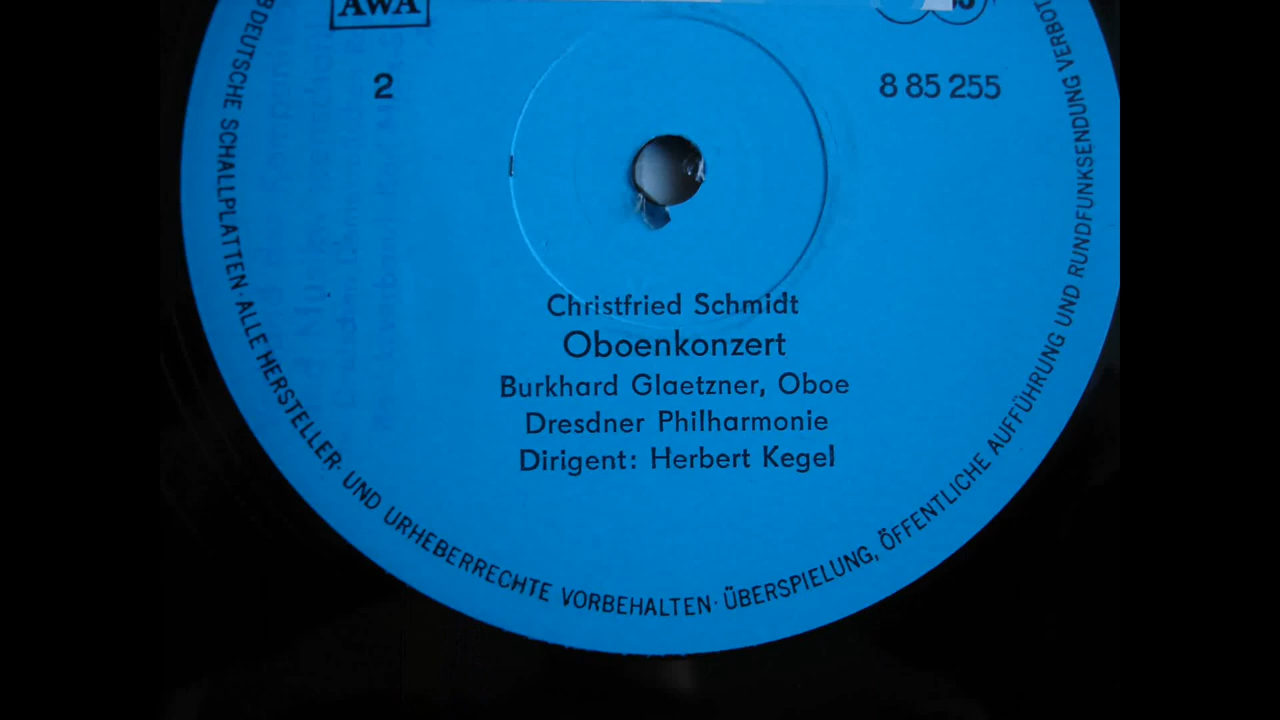 AWA
2
8 85 255
Christfried Schmidt
Oboenkonzert
Burkhard Glaetzner, Oboe
Dresdner Philharmonie
Dirigent: Herbert Kegel
B DEUTSCHE SCHALLPLATTEN · ALLE HERSTELLER- UND URHEBERRECHTE VORBEHALTEN · ÜBERSPIELUNG, ÖFFENTLICHE AUFFÜHRUNG UND RUNDFUNKSENDUNG VERBOT